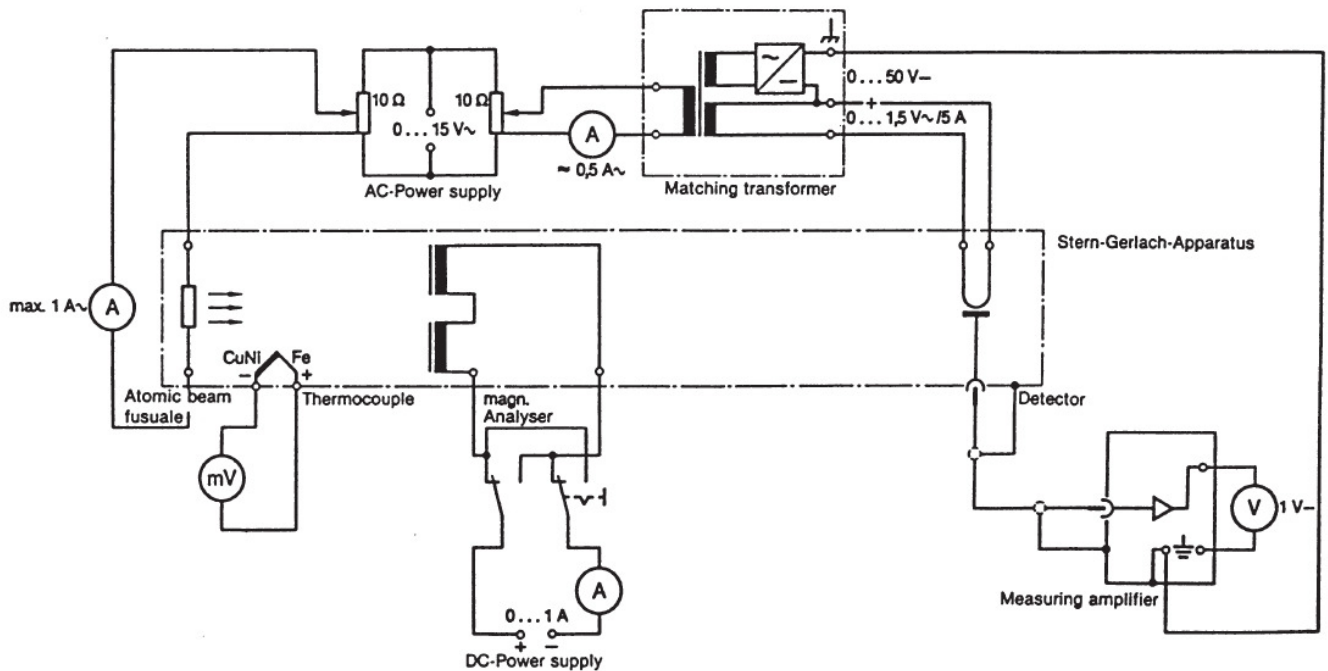 10 Ω
10 Ω
0...15 V~
AC-Power supply
A
≈ 0,5 A~
~
–
0...50 V–
+
0...1,5 V~/5 A
Matching transformer
Stern-Gerlach-Apparatus
max. 1 A~
A
CuNi
Fe
–
+
Atomic beam
fusuale
Thermocouple
magn.
Analyser
Detector
mV
A
0...1 A
+
–
DC-Power supply
V
1 V–
Measuring amplifier